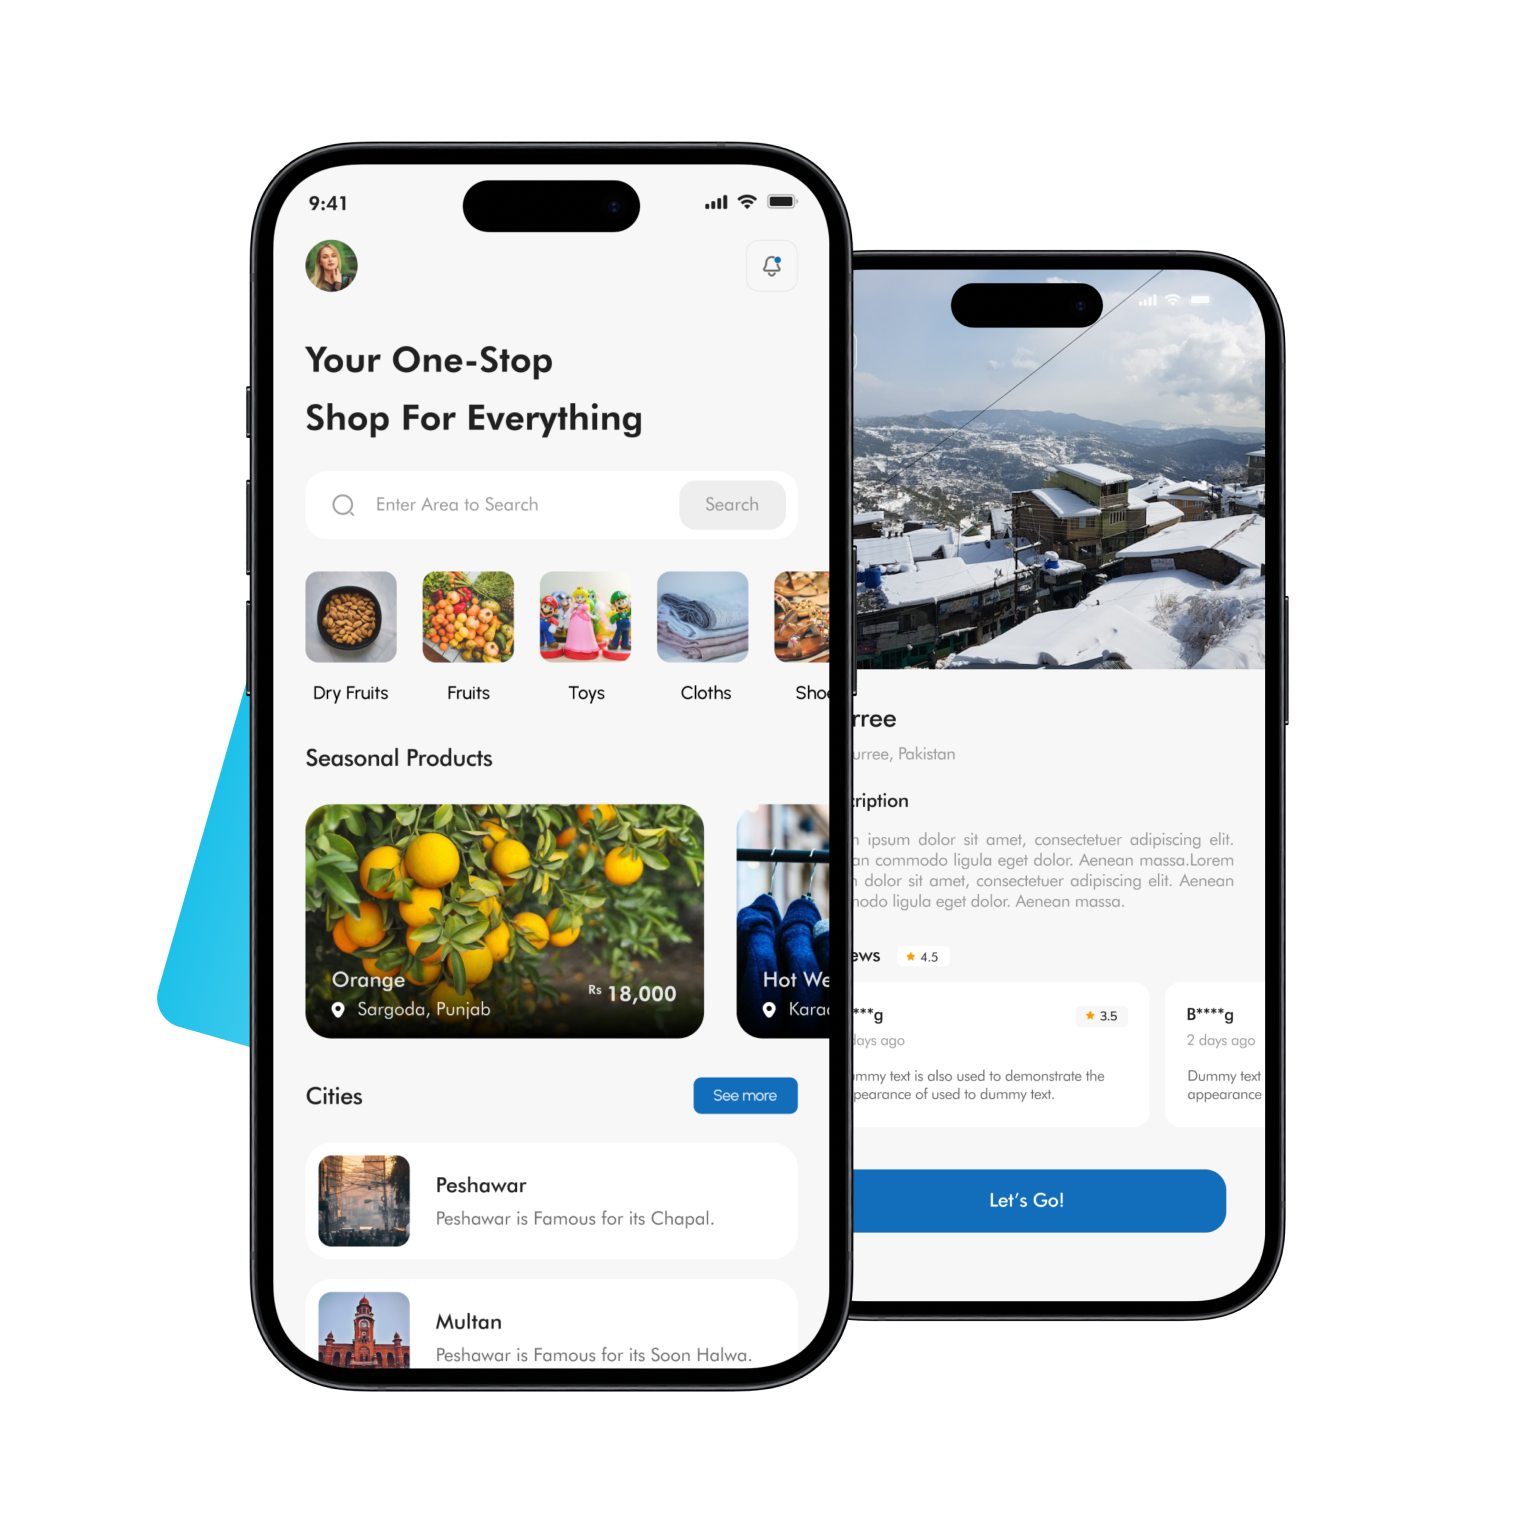 9:41
Your One-Stop
Shop For Everything
Enter Area to Search
Search
Dry Fruits
Fruits
Toys
Cloths
Shoe
Seasonal Products
Orange
Sargoda, Punjab
Rs 18,000
Hot We
Karac
Cities
See more
Peshawar
Peshawar is Famous for its Chapal.
Multan
Peshawar is Famous for its Soon Halwa.
rree
urree, Pakistan
cription
n ipsum dolor sit amet, consectetuer adipiscing elit.
an commodo ligula eget dolor. Aenean massa.Lorem
n dolor sit amet, consectetuer adipiscing elit. Aenean
modo ligula eget dolor. Aenean massa.
ews
4.5
***g
3.5
days ago
ummy text is also used to demonstrate the
pearance of used to dummy text.
B****g
2 days ago
Dummy text
appearance
Let's Go!